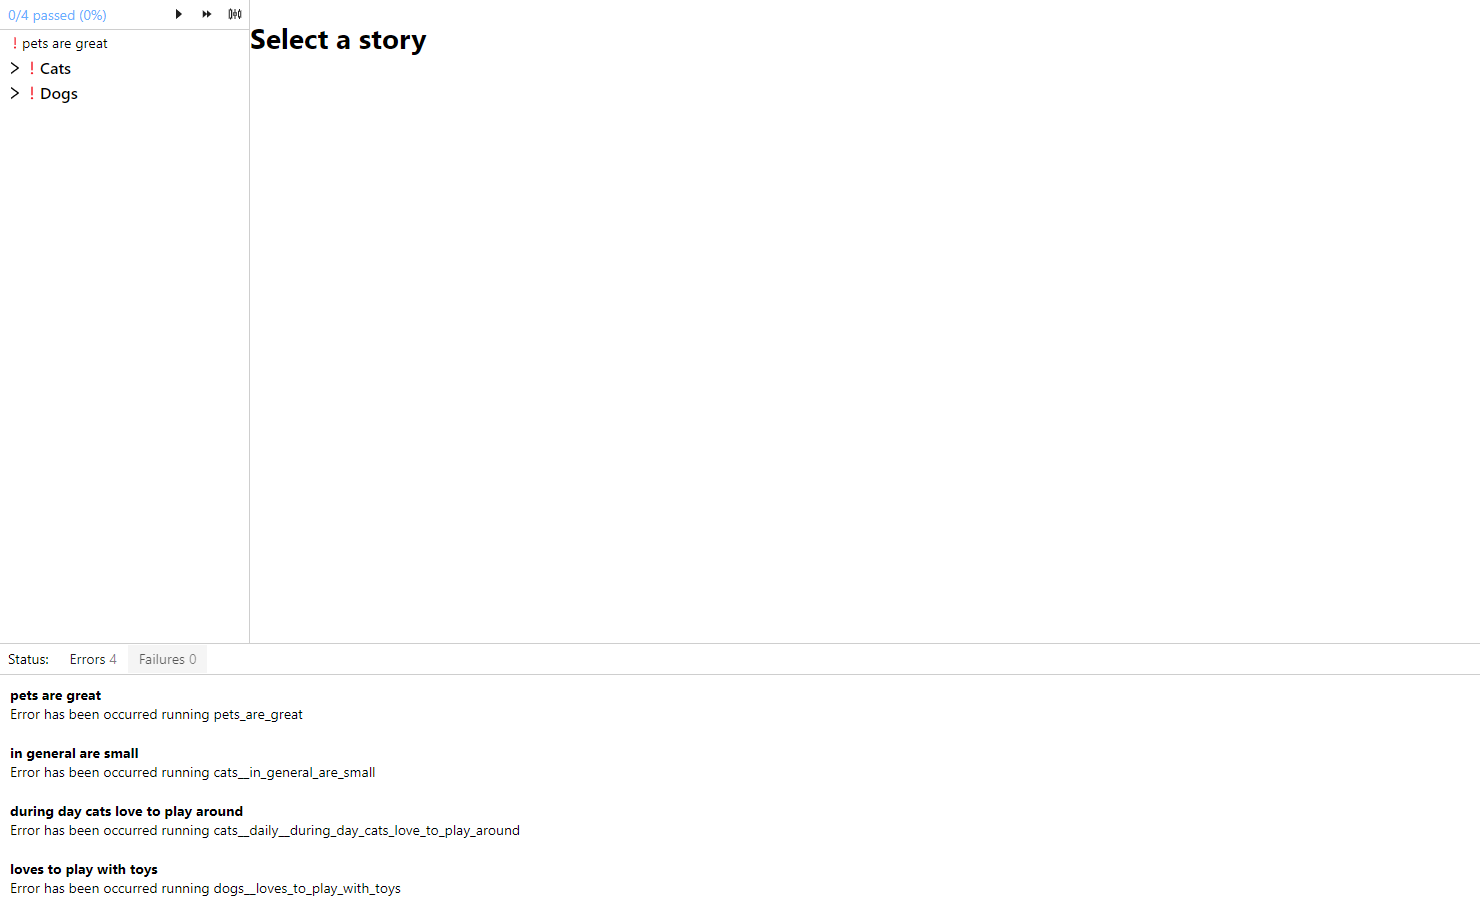 0/4 passed (0%)
! pets are great
! Cats
! Dogs
Select a story
Status: Errors 4 Failures 0
pets are great
Error has been occurred running pets_are_great
in general are small
Error has been occurred running cats__in_general_are_small
during day cats love to play around
Error has been occurred running cats__daily__during_day_cats_love_to_play_around
loves to play with toys
Error has been occurred running dogs__loves_to_play_with_toys